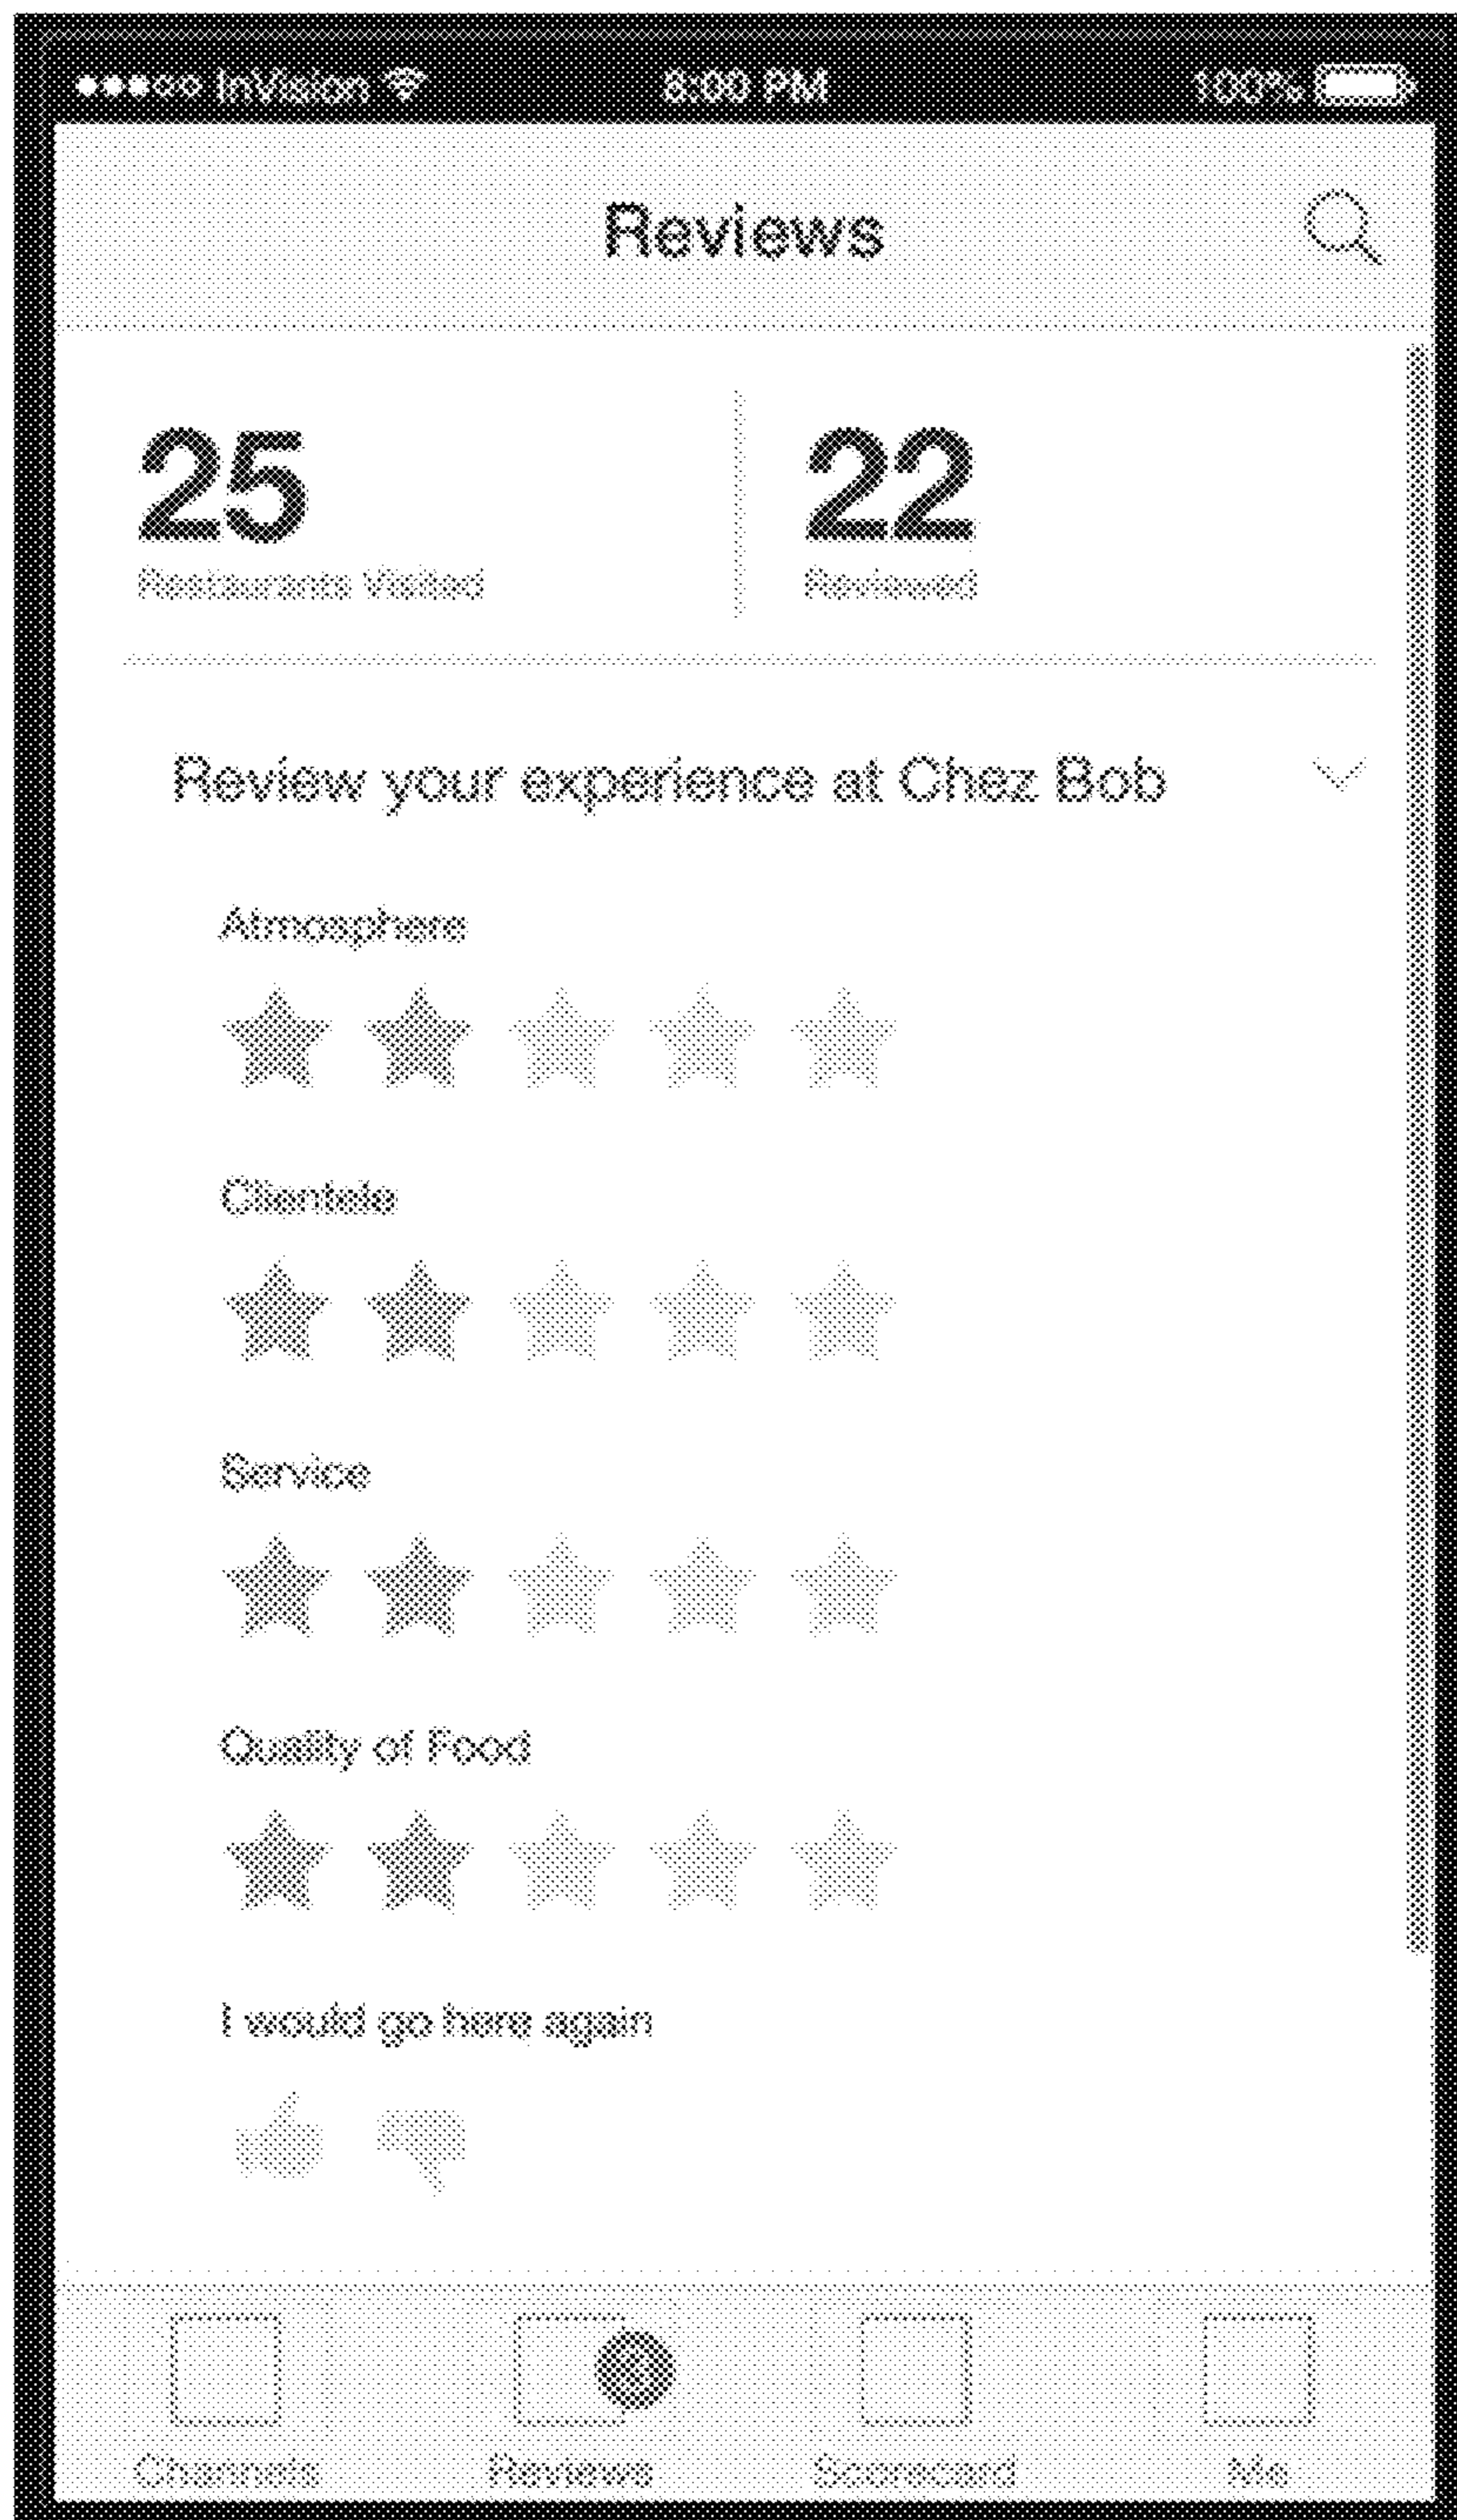 InVision 8:00 PM 100%
Reviews
25 22
Restaurants Visited Reviewed
Review your experience at Chez Bob
Atmosphere
Clientele
Service
Quality of Food
I would go here again
Channels Reviews Scorecard Me